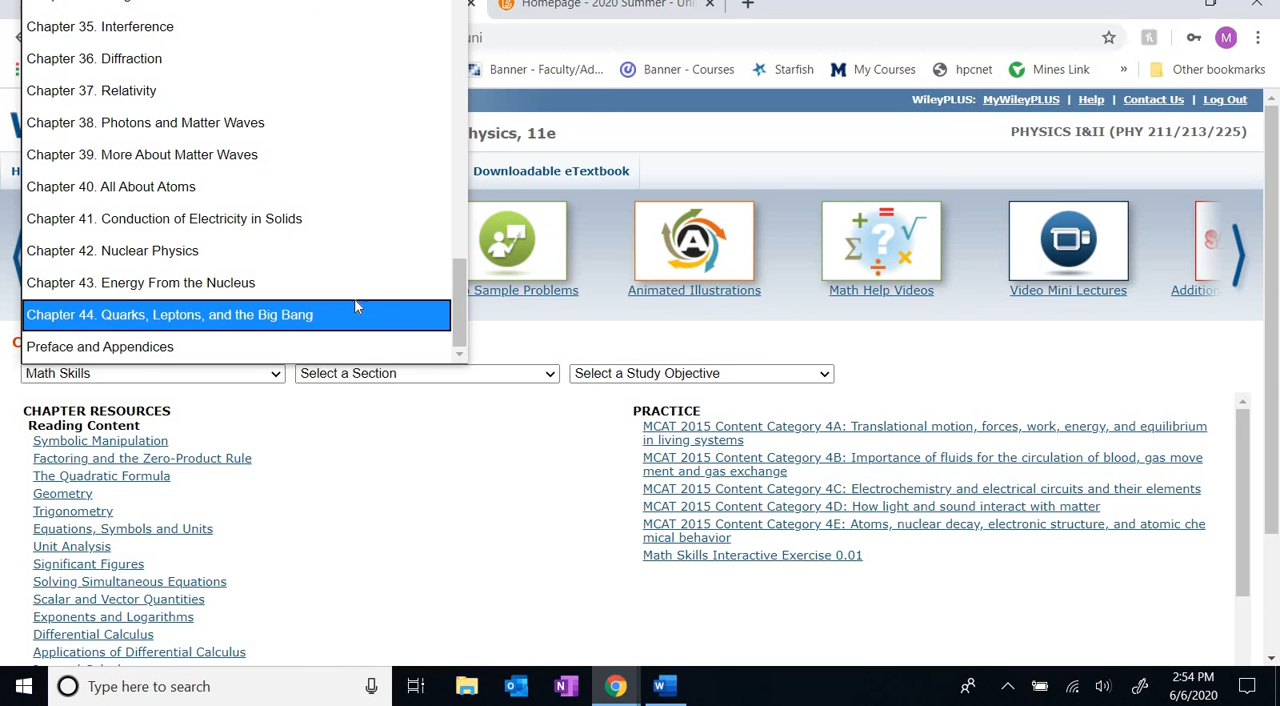 Homepage - 2020 Summer - Un
Chapter 35. Interference
uni
M
Chapter 36. Diffraction
Banner - Faculty/Ad...
Banner - Courses
Starfish
My Courses
hpcnet
Mines Link
»
Other bookmarks
Chapter 37. Relativity
WileyPLUS: MyWileyPLUS | Help | Contact Us | Log Out
Chapter 38. Photons and Matter Waves
hysics, 11e
PHYSICS I&II (PHY 211/213/225)
Chapter 39. More About Matter Waves
Downloadable eTextbook
Chapter 40. All About Atoms
Chapter 41. Conduction of Electricity in Solids
Chapter 42. Nuclear Physics
Chapter 43. Energy From the Nucleus
Sample Problems
Animated Illustrations
Math Help Videos
Video Mini Lectures
Addition
Chapter 44. Quarks, Leptons, and the Big Bang
Preface and Appendices
Math Skills
Select a Section
Select a Study Objective
CHAPTER RESOURCES
Reading Content
Symbolic Manipulation
Factoring and the Zero-Product Rule
The Quadratic Formula
Geometry
Trigonometry
Equations, Symbols and Units
Unit Analysis
Significant Figures
Solving Simultaneous Equations
Scalar and Vector Quantities
Exponents and Logarithms
Differential Calculus
Applications of Differential Calculus
PRACTICE
MCAT 2015 Content Category 4A: Translational motion, forces, work, energy, and equilibrium
in living systems
MCAT 2015 Content Category 4B: Importance of fluids for the circulation of blood, gas move
ment and gas exchange
MCAT 2015 Content Category 4C: Electrochemistry and electrical circuits and their elements
MCAT 2015 Content Category 4D: How light and sound interact with matter
MCAT 2015 Content Category 4E: Atoms, nuclear decay, electronic structure, and atomic che
mical behavior
Math Skills Interactive Exercise 0.01
Type here to search
2:54 PM
6/6/2020